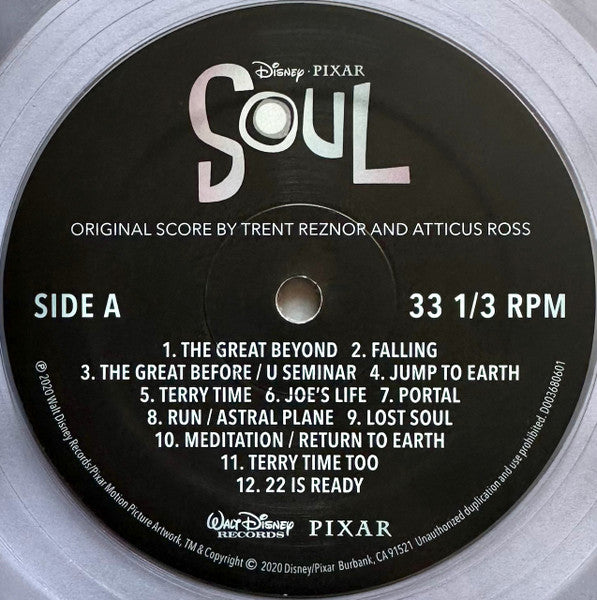 Disney · PIXAR
SOUL
ORIGINAL SCORE BY TRENT REZNOR AND ATTICUS ROSS
SIDE A
33 1/3 RPM
1. THE GREAT BEYOND 2. FALLING
3. THE GREAT BEFORE / U SEMINAR 4. JUMP TO EARTH
5. TERRY TIME 6. JOE'S LIFE 7. PORTAL
8. RUN / ASTRAL PLANE 9. LOST SOUL
10. MEDITATION / RETURN TO EARTH
11. TERRY TIME TOO
12. 22 IS READY
WALT DISNEY
RECORDS
PIXAR
℗ 2020 Walt Disney Records/Pixar Motion Picture Artwork, TM & Copyright © 2020 Disney/Pixar Burbank, CA 91521 Unauthorized duplication and use prohibited. D003680601